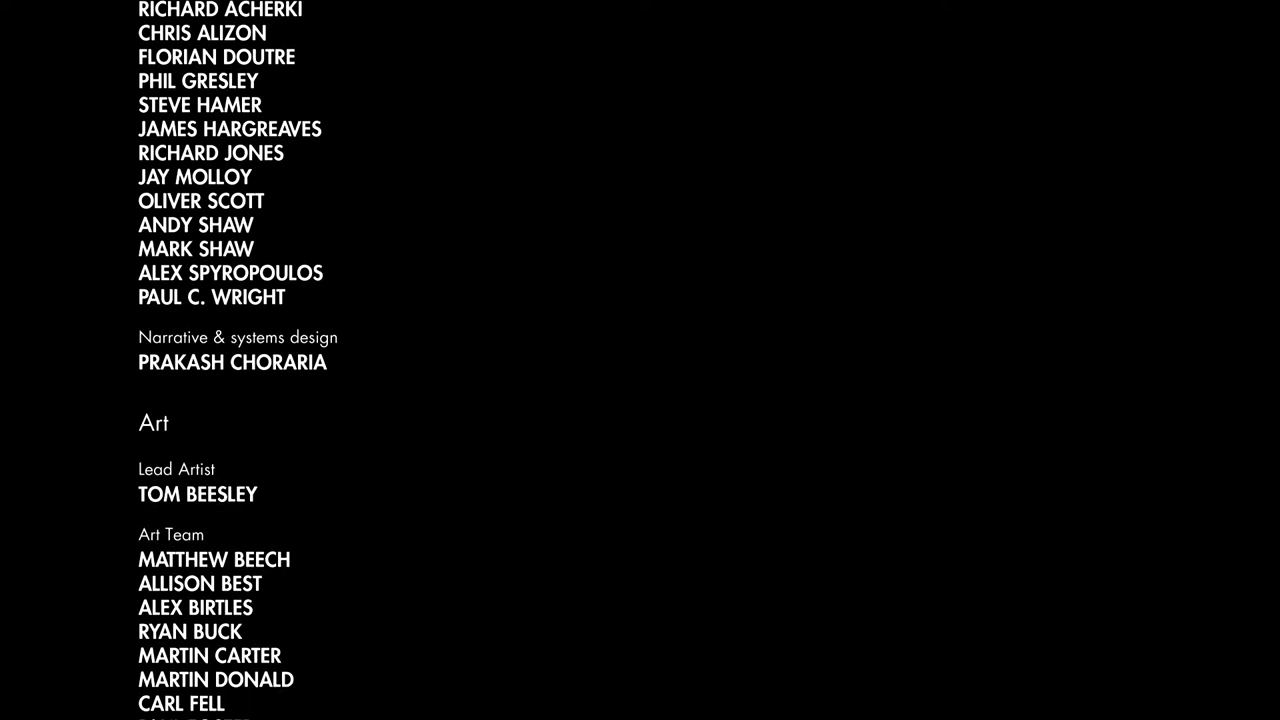 RICHARD ACHERKI
CHRIS ALIZON
FLORIAN DOUTRE
PHIL GRESLEY
STEVE HAMER
JAMES HARGREAVES
RICHARD JONES
JAY MOLLOY
OLIVER SCOTT
ANDY SHAW
MARK SHAW
ALEX SPYROPOULOS
PAUL C. WRIGHT
Narrative & systems design
PRAKASH CHORARIA
Art
Lead Artist
TOM BEESLEY
Art Team
MATTHEW BEECH
ALLISON BEST
ALEX BIRTLES
RYAN BUCK
MARTIN CARTER
MARTIN DONALD
CARL FELL